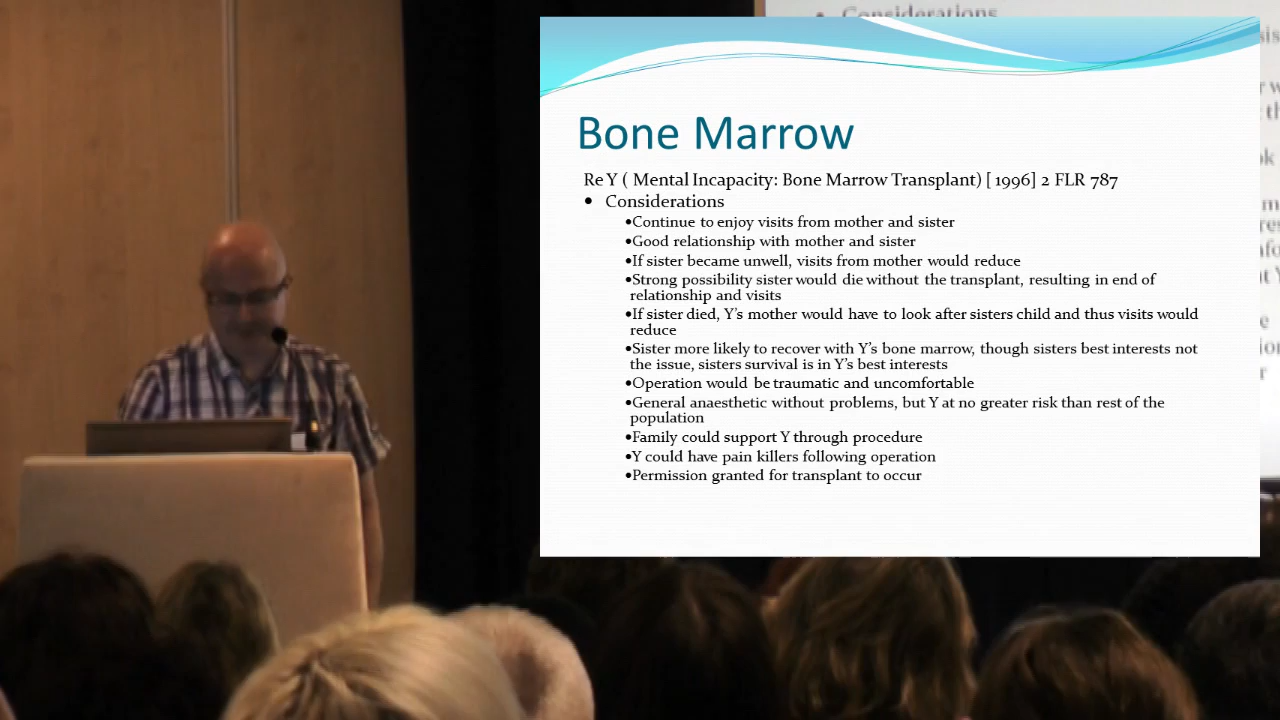 Considerations
Bone Marrow
Re Y ( Mental Incapacity: Bone Marrow Transplant) [ 1996] 2 FLR 787
• Considerations
•Continue to enjoy visits from mother and sister
•Good relationship with mother and sister
•If sister became unwell, visits from mother would reduce
•Strong possibility sister would die without the transplant, resulting in end of
relationship and visits
•If sister died, Y's mother would have to look after sisters child and thus visits would
reduce
•Sister more likely to recover with Y's bone marrow, though sisters best interests not
the issue, sisters survival is in Y's best interests
•Operation would be traumatic and uncomfortable
•General anaesthetic without problems, but Y at no greater risk than rest of the
population
•Family could support Y through procedure
•Y could have pain killers following operation
•Permission granted for transplant to occur